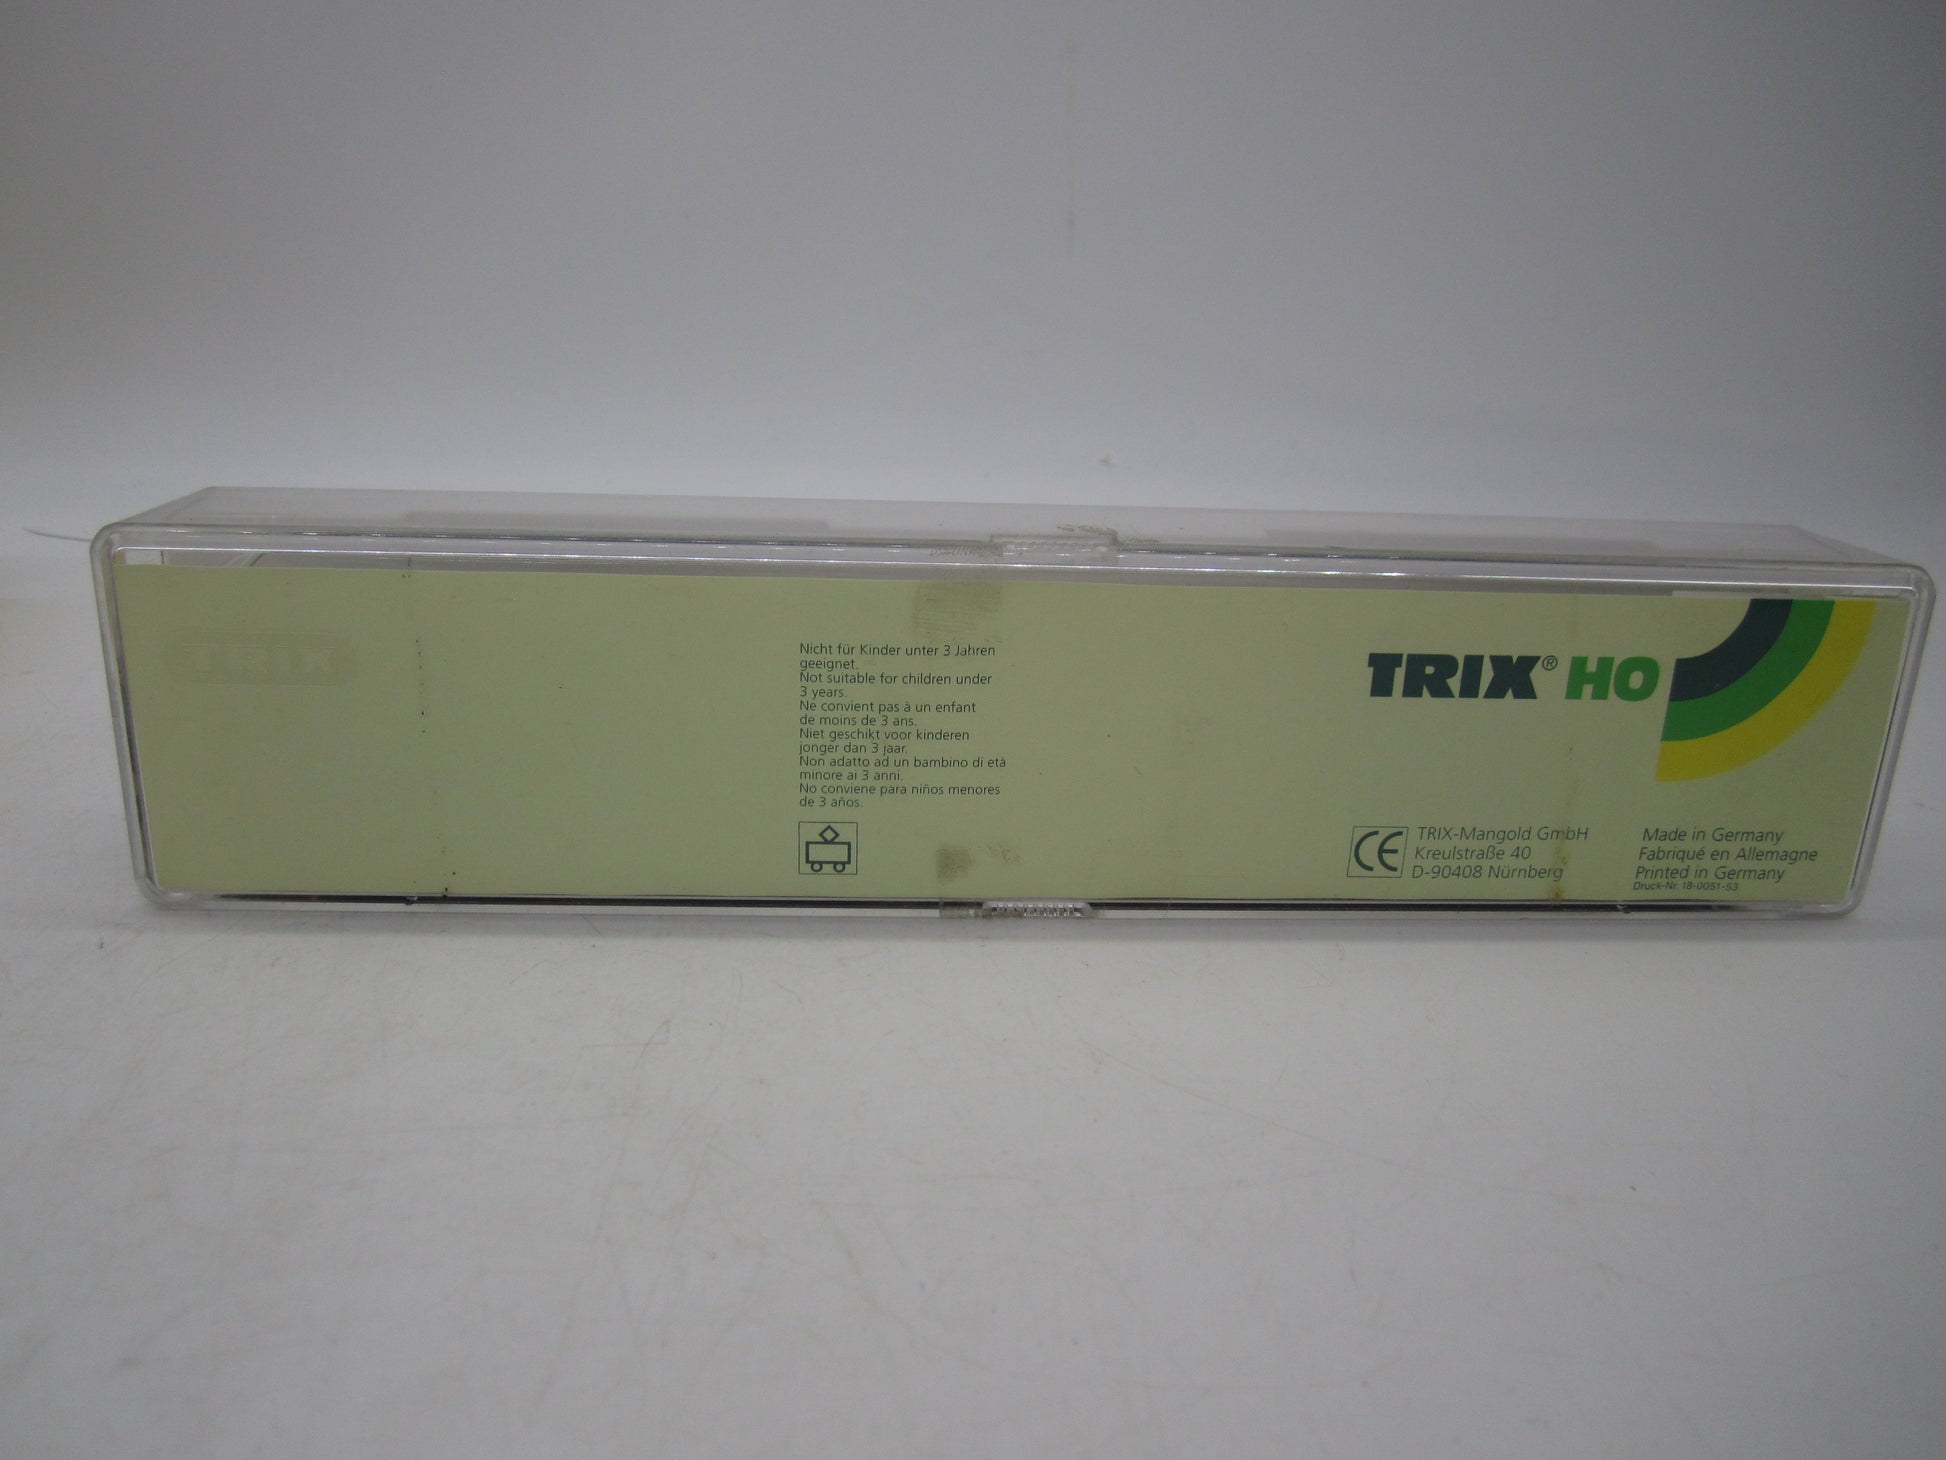 TRIX
Nicht für Kinder unter 3 Jahren
geeignet.
Not suitable for children under
3 years.
Ne convient pas à un enfant
de moins de 3 ans.
Niet geschikt voor kinderen
jonger dan 3 jaar.
Non adatto ad un bambino di età
minore ai 3 anni.
No conviene para niños menores
de 3 años.
TRIX® HO
CE
TRIX-Mangold GmbH
Kreulstraße 40
D-90408 Nürnberg
Made in Germany
Fabriqué en Allemagne
Printed in Germany
Druck-Nr. 18-0051-53